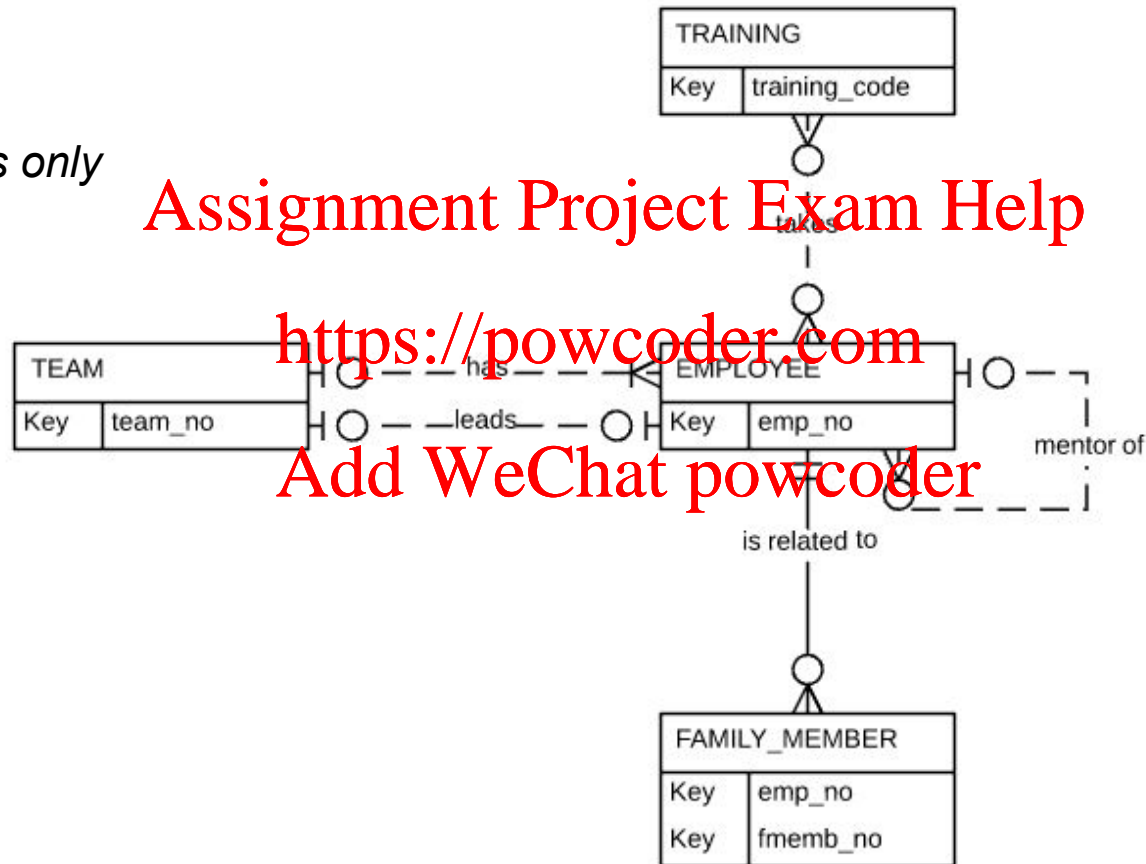 TRAINING
Key training_code
s only
Assignment Project Exam Help
takes
https://powcoder.com
TEAM
has
EMPLOYEE
Key team_no
leads
Key emp_no
mentor of
Add WeChat powcoder
is related to
FAMILY_MEMBER
Key emp_no
Key fmemb_no